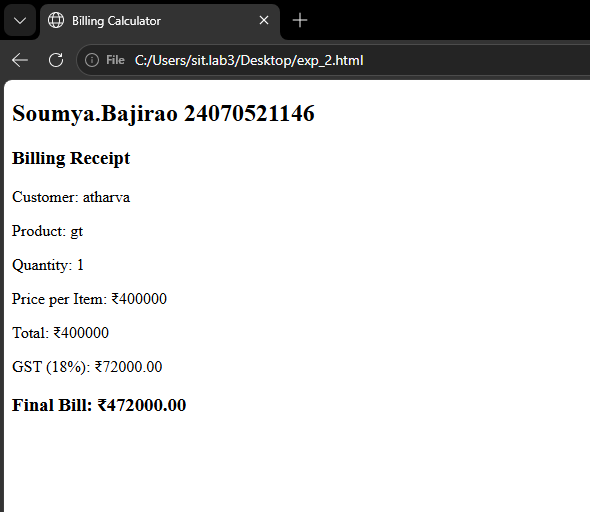 Billing Calculator
File C:/Users/sit.lab3/Desktop/exp_2.html
Soumya.Bajirao 24070521146
Billing Receipt
Customer: atharva
Product: gt
Quantity: 1
Price per Item: ₹400000
Total: ₹400000
GST (18%): ₹72000.00
Final Bill: ₹472000.00